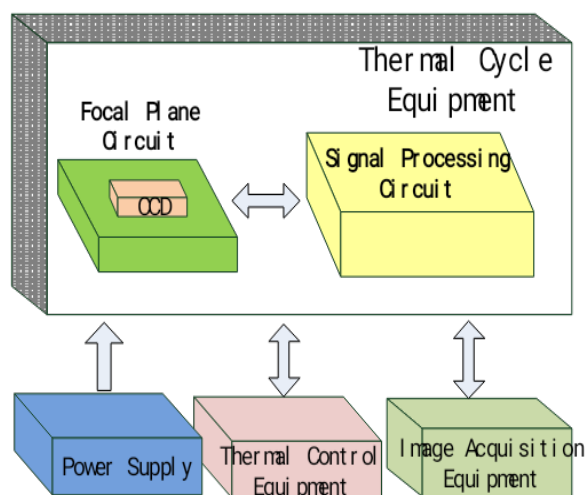 Thermal Cycle
Equipment
Focal Plane
Circuit
CCD
Signal Processing
Circuit
Power Supply
Thermal Control
Equipment
Image Acquisition
Equipment